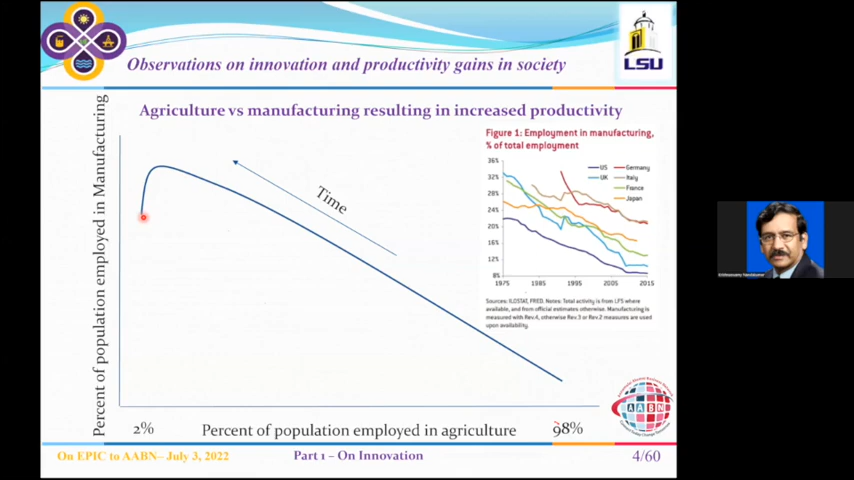 Observations on innovation and productivity gains in society
LSU
Agriculture vs manufacturing resulting in increased productivity
Percent of population employed in Manufacturing
Time
Figure 1: Employment in manufacturing,
% of total employment
36%
32%
28%
24%
20%
16%
12%
8%
US
Germany
UK
Italy
France
Japan
1975
1985
1995
2005
2015
Sources: ILOSTAT, FRED. Notes: Total activity is from LFS where
available, and from official estimates otherwise. Manufacturing is
measured with Rev.4, otherwise Rev.3 or Rev.2 measures are used
upon availability.
2%
Percent of population employed in agriculture
98%
AABN
On EPIC to AABN– July 3, 2022
Part 1 – On Innovation
4/60